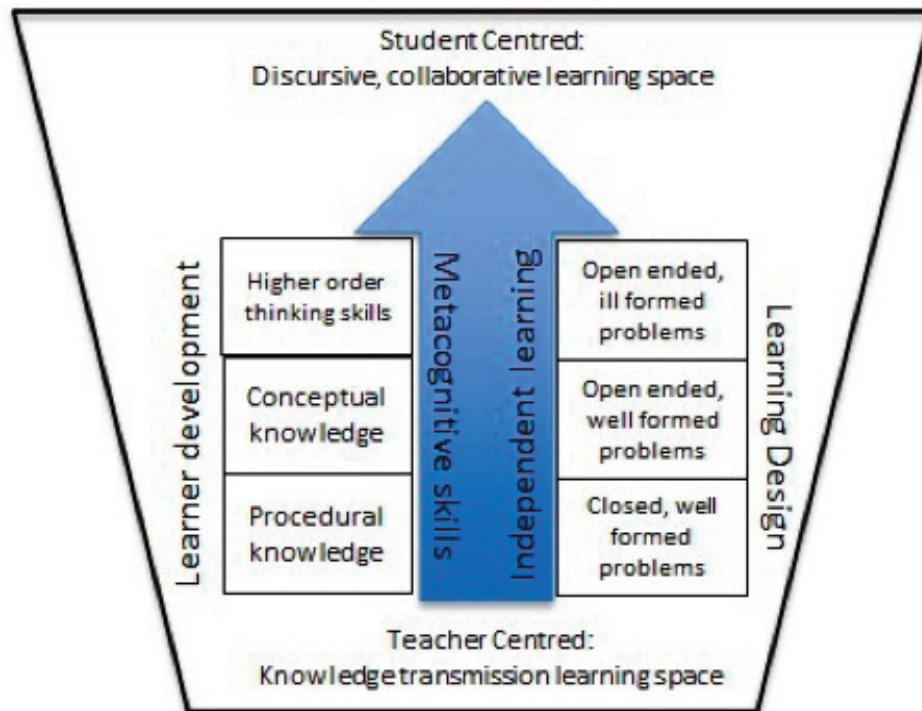 Student Centred:
Discursive, collaborative learning space
Learner development
Higher order
thinking skills
Conceptual
knowledge
Procedural
knowledge
Metacognitive skills
Independent learning
Open ended,
ill formed
problems
Open ended,
well formed
problems
Closed, well
formed
problems
Learning Design
Teacher Centred:
Knowledge transmission learning space